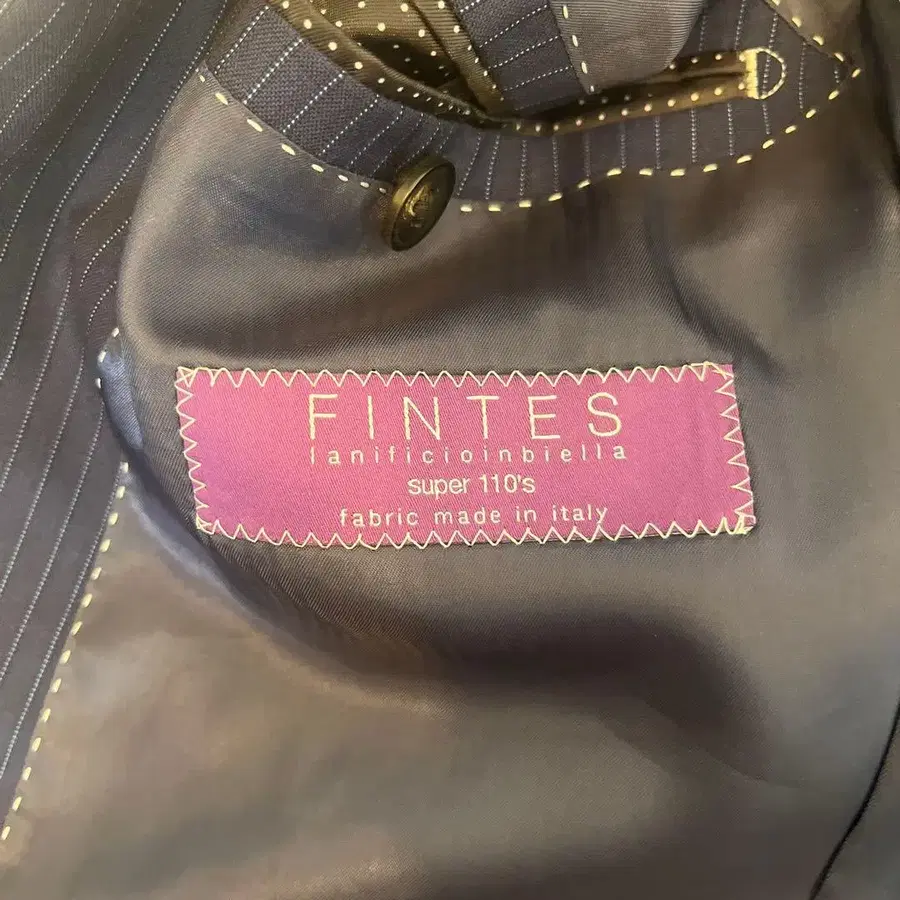 FINTES
lanificioinbiella
super 110's
fabric made in italy